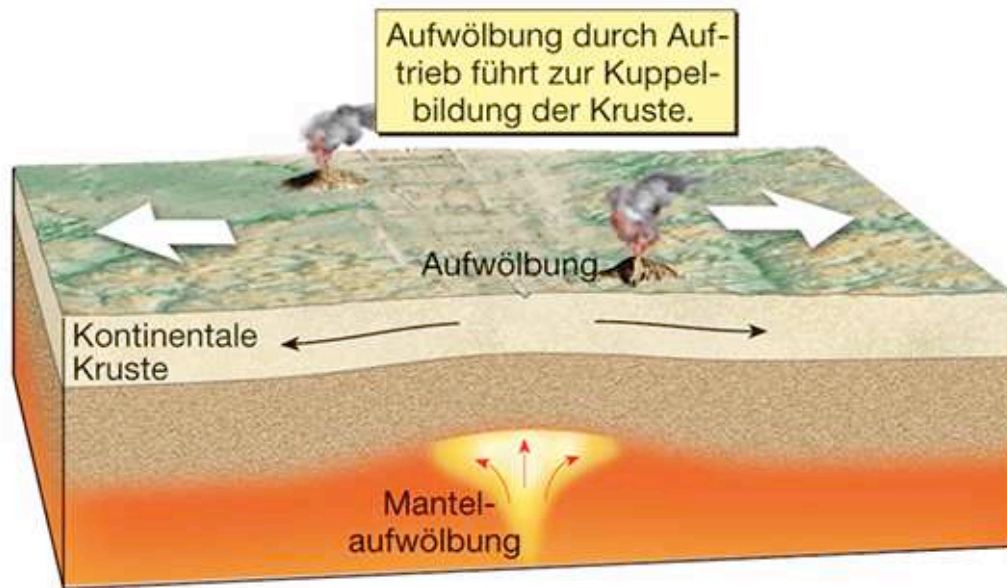 Aufwölbung durch Auf-
trieb führt zur Kuppel-
bildung der Kruste.
Aufwölbung
Kontinentale
Kruste
Mantel-
aufwölbung